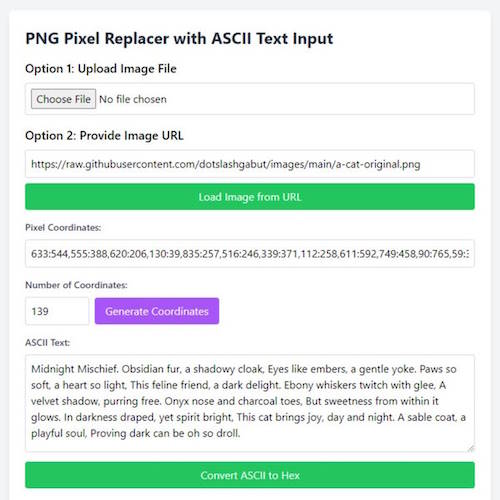 PNG Pixel Replacer with ASCII Text Input
Option 1: Upload Image File
Choose File No file chosen
Option 2: Provide Image URL
https://raw.githubusercontent.com/dotslashgabut/images/main/a-cat-original.png
Load Image from URL
Pixel Coordinates:
633:544,555:388,620:206,130:39,835:257,516:246,339:371,112:258,611:592,749:458,90:765,59:
Number of Coordinates:
139 Generate Coordinates
ASCII Text:
Midnight Mischief. Obsidian fur, a shadowy cloak, Eyes like embers, a gentle yoke. Paws so
soft, a heart so light, This feline friend, a dark delight. Ebony whiskers twitch with glee, A
velvet shadow, purring free. Onyx nose and charcoal toes, But sweetness from within it
glows. In darkness draped, yet spirit bright, This cat brings joy, day and night. A sable coat, a
playful soul, Proving dark can be oh so droll.
Convert ASCII to Hex